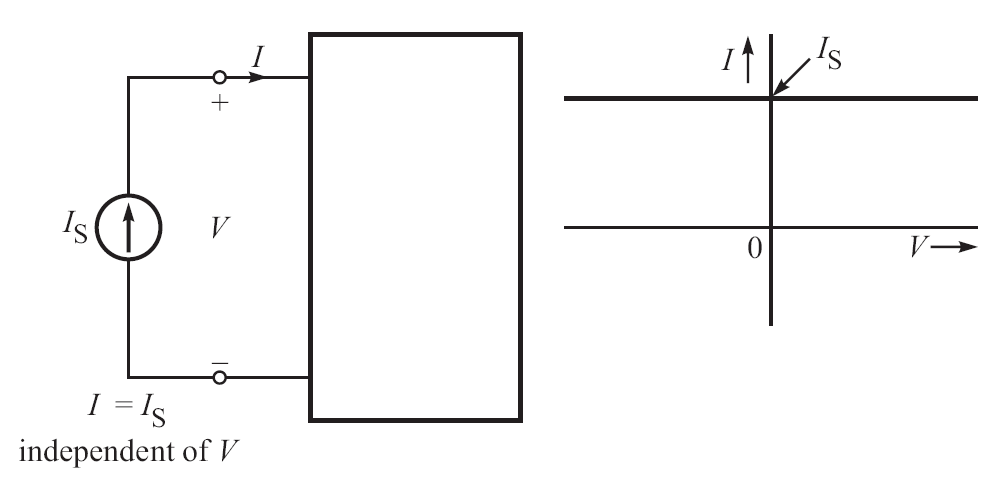 I
+
I_S
V
−
I = I_S
independent of V
I
I_S
0
V